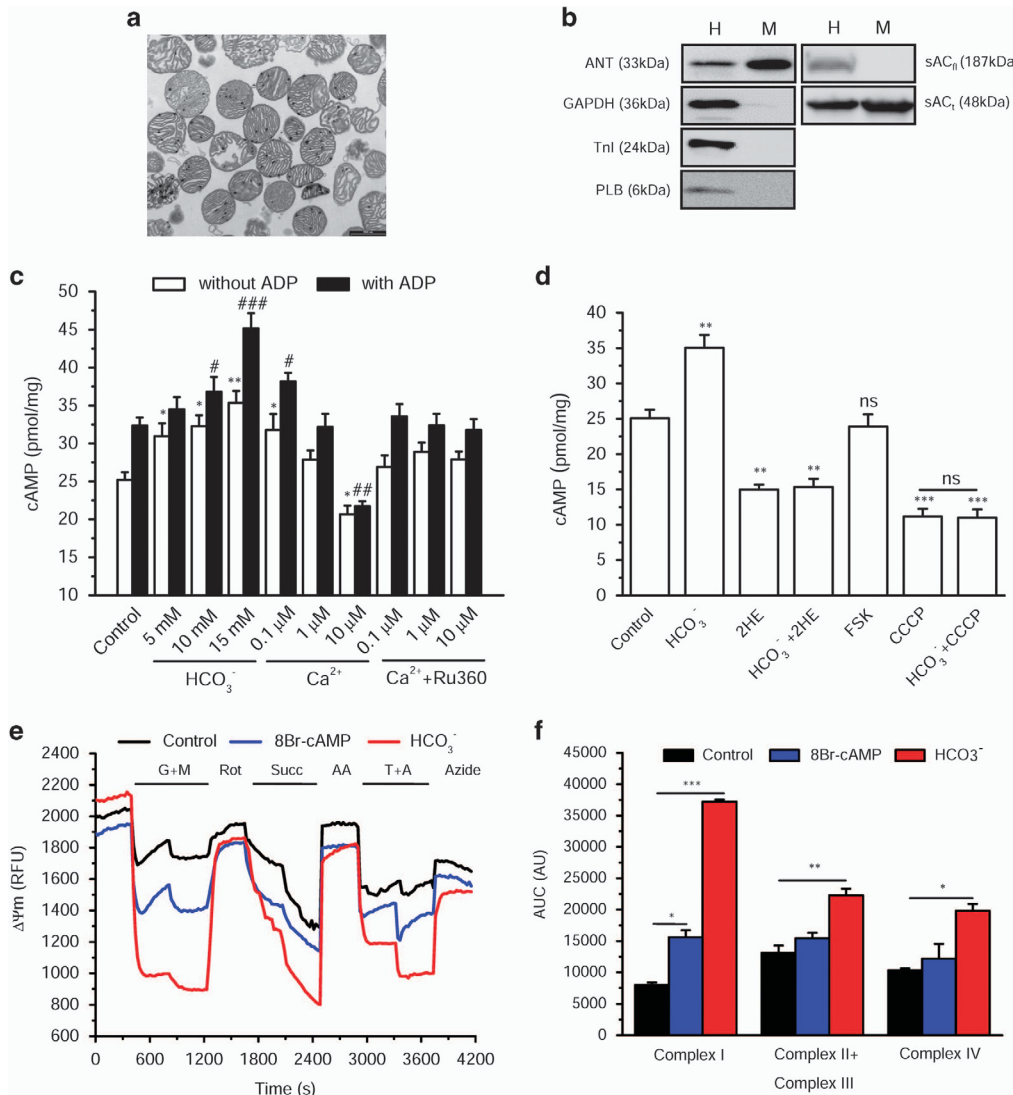 a
b
H M H M
ANT (33kDa)
GAPDH (36kDa)
TnI (24kDa)
PLB (6kDa)
sACfl (187kDa
sACt (48kDa)
c
without ADP with ADP
cAMP (pmol/mg)
50
45
40
35
30
25
20
15
10
* * # ** ### * # * ##
Control 5 mM 10 mM 15 mM 0.1 µM 1 µM 10 µM 0.1 µM 1 µM 10 µM
HCO3- Ca2+ Ca2++Ru360
d
cAMP (pmol/mg)
40
35
30
25
20
15
10
5
0
** ** ** ns *** ns ***
Control HCO3- 2HE HCO3-+2HE FSK CCCP HCO3-+CCCP
e
Control 8Br-cAMP HCO3-
G+M Rot Succ AA T+A Azide
ΔΨm (RFU)
2400
2200
2000
1800
1600
1400
1200
1000
800
600
0 600 1200 1800 2400 3000 3600 4200
Time (s)
f
Control 8Br-cAMP HCO3-
AUC (AU)
45000
40000
35000
30000
25000
20000
15000
10000
5000
0
* *** ** *
Complex I Complex II+ Complex IV
Complex III